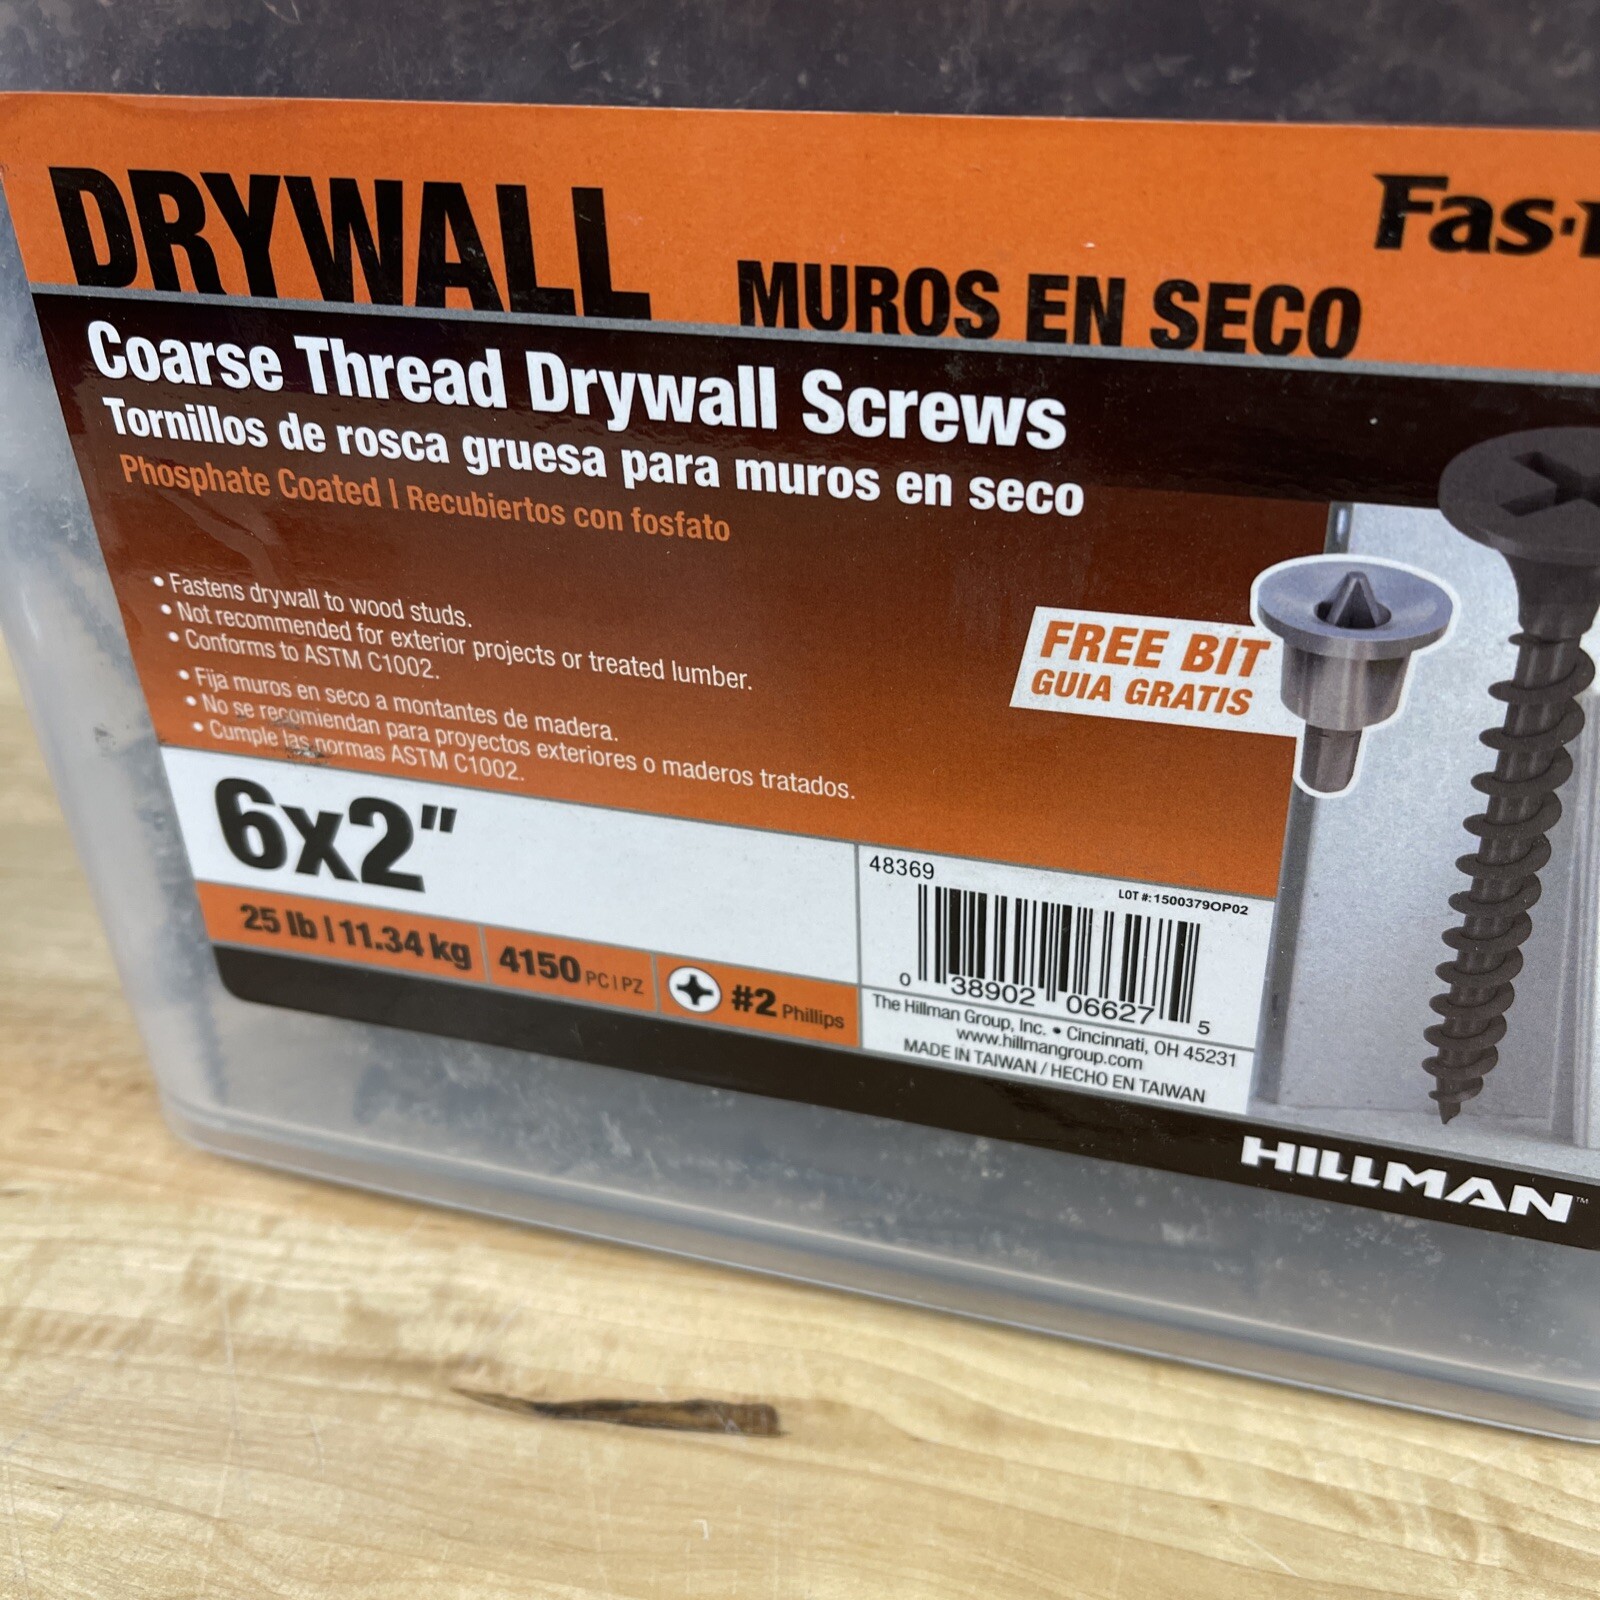 DRYWALL
MUROS EN SECO
Coarse Thread Drywall Screws
Tornillos de rosca gruesa para muros en seco
Phosphate Coated | Recubiertos con fosfato
• Fastens drywall to wood studs.
• Not recommended for exterior projects or treated lumber.
• Conforms to ASTM C1002.
• Fija muros en seco a montantes de madera.
• No se recomiendan para proyectos exteriores o maderos tratados.
• Cumple las normas ASTM C1002.
FREE BIT
GUIA GRATIS
6x2"
25 lb | 11.34 kg
4150 PC | PZ
#2 Phillips
48369
LOT #: 1500379OP02
0 38902 06627 5
The Hillman Group, Inc. • Cincinnati, OH 45231
www.hillmangroup.com
MADE IN TAIWAN / HECHO EN TAIWAN
HILLMAN™